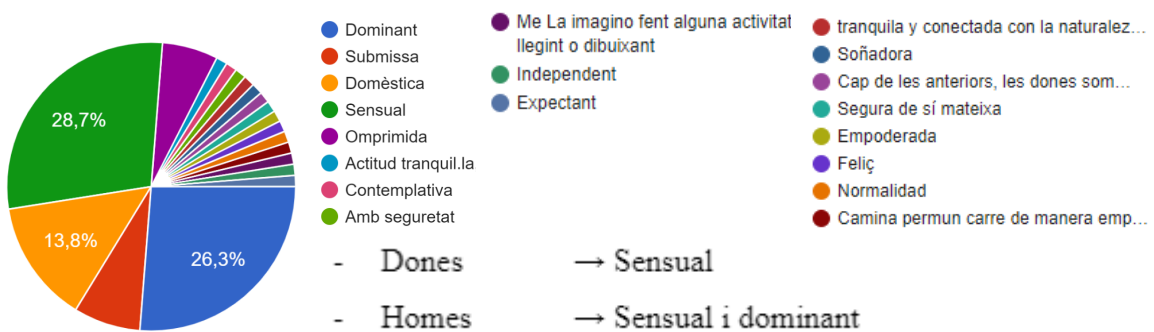 28,7%
13,8%
26,3%
Dominant
Submissa
Domèstica
Sensual
Omprimida
Actitud tranquil.la
Contemplativa
Amb seguretat
Me La imagino fent alguna activitat
llegint o dibuixant
Independent
Expectant
tranquila y conectada con la naturalez...
Soñadora
Cap de les anteriors, les dones som...
Segura de sí mateixa
Empoderada
Feliç
Normalidad
Camina permun carre de manera emp...
- Dones → Sensual
- Homes → Sensual i dominant